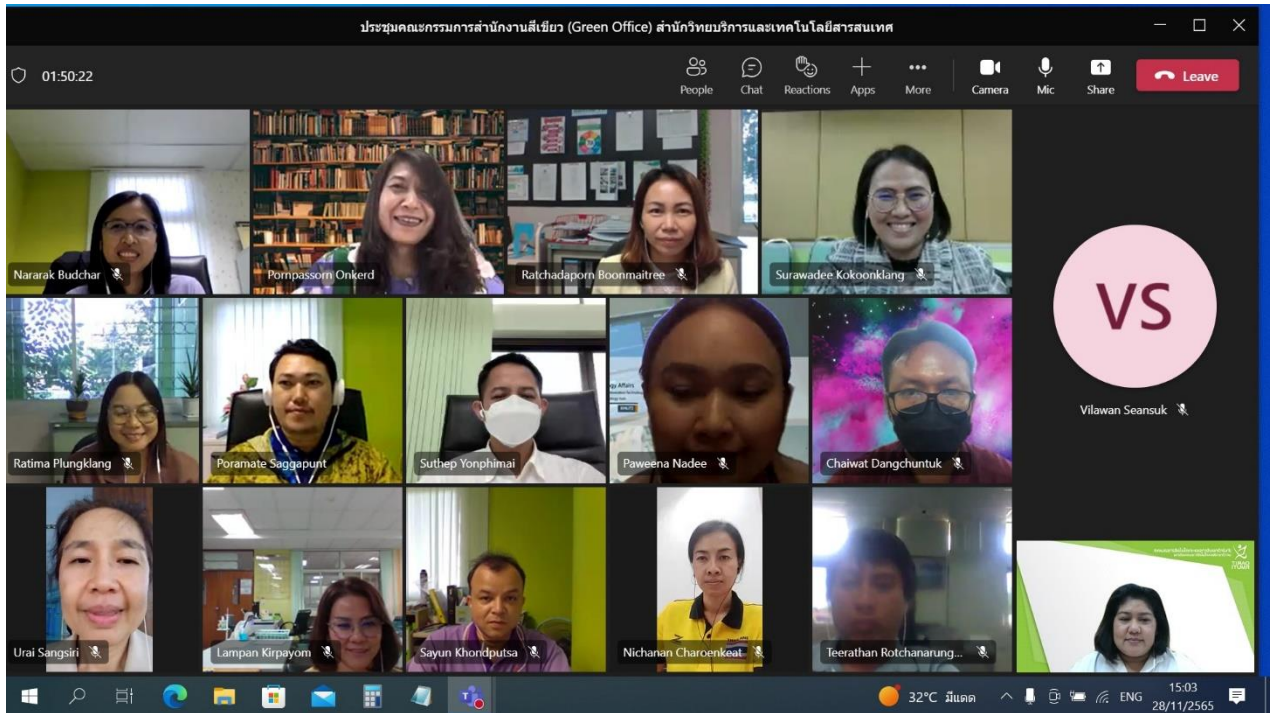 ประชุมคณะกรรมการสำนักงานสีเขียว (Green Office) สำนักวิทยบริการและเทคโนโลยีสารสนเทศ
01:50:22
People
Chat
Reactions
Apps
More
Camera
Mic
Share
Leave
Nararak Budchar
Pornpassorn Onkerd
Ratchadaporn Boonmaitree
Surawadee Kokoonklang
VS
Vilawan Seansuk
Ratima Plungklang
Poramate Saggapunt
Suthep Yonphimai
Paweena Nadee
Chaiwat Dangchuntuk
Urai Sangsiri
Lampan Kirpayom
Sayun Khondputsa
Nichanan Charoenkeat
Teerathan Rotchanarung...
32°C มีแดด
ENG
15:03
28/11/2565